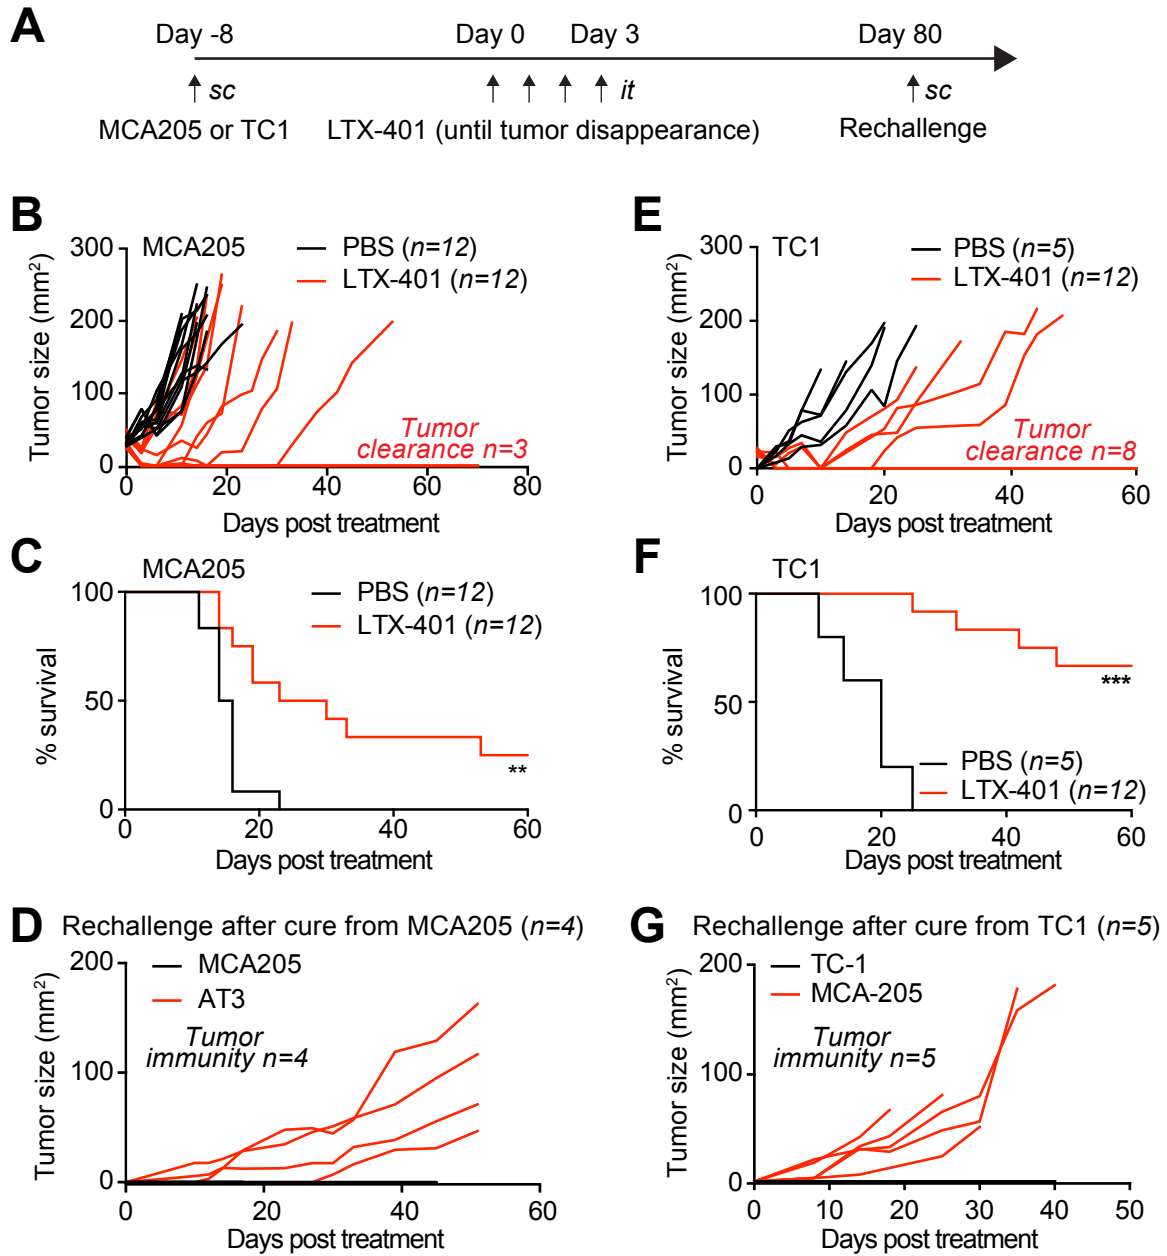 A
Day -8 Day 0 Day 3 Day 80
sc it sc
MCA205 or TC1 LTX-401 (until tumor disappearance) Rechallenge
B
MCA205
PBS (n=12)
LTX-401 (n=12)
Tumor size (mm²)
300
200
100
0
Tumor
clearance n=3
0 20 40 60 80
Days post treatment
E
TC1
PBS (n=5)
LTX-401 (n=12)
Tumor size (mm²)
300
200
100
0
Tumor
clearance n=8
0 20 40 60
Days post treatment
C
MCA205
PBS (n=12)
LTX-401 (n=12)
% survival
100
50
0
**
0 20 40 60
Days post treatment
F
TC1
% survival
100
50
0
***
PBS (n=5)
LTX-401 (n=12)
0 20 40 60
Days post treatment
D Rechallenge after cure from MCA205 (n=4)
MCA205
AT3
Tumor
immunity n=4
Tumor size (mm²)
200
100
0
0 20 40 60
Days post treatment
G Rechallenge after cure from TC1 (n=5)
TC-1
MCA-205
Tumor
immunity n=5
Tumor size (mm²)
200
100
0
0 10 20 30 40 50
Days post treatment